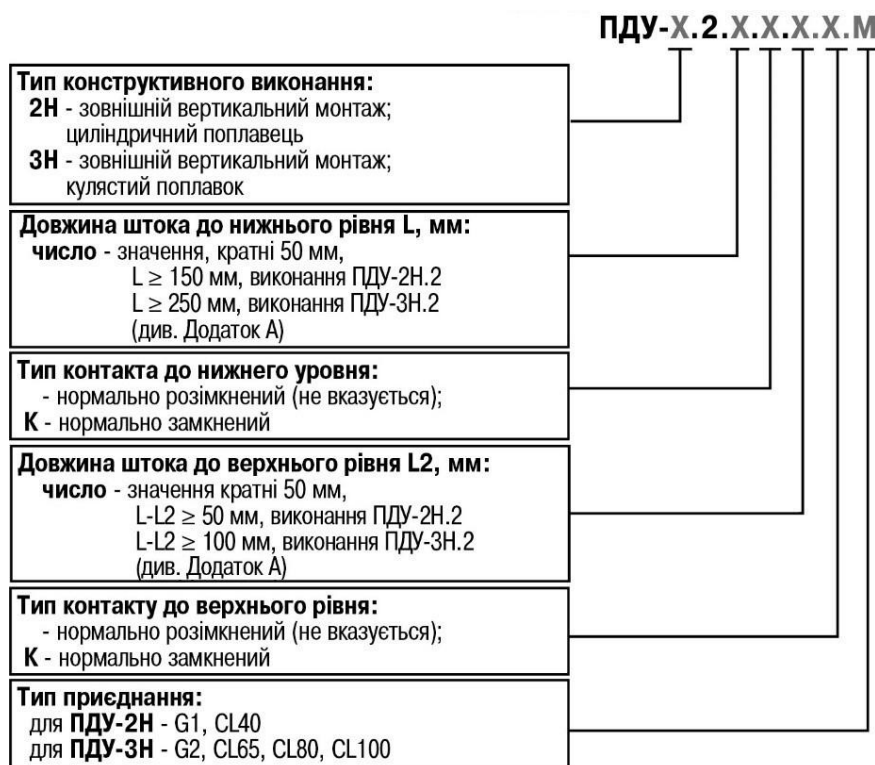 ПДУ-Х.2.Х.Х.Х.Х.М
Тип конструктивного виконання:
2Н - зовнішній вертикальний монтаж;
циліндричний поплавець
3Н - зовнішній вертикальний монтаж;
кулястий поплавок
Довжина штока до нижнього рівня L, мм:
число - значення, кратні 50 мм,
L ≥ 150 мм, виконання ПДУ-2Н.2
L ≥ 250 мм, виконання ПДУ-3Н.2
(див. Додаток А)
Тип контакта до нижнего уровня:
- нормально розімкнений (не вказується);
К - нормально замкнений
Довжина штока до верхнього рівня L2, мм:
число - значення кратні 50 мм,
L-L2 ≥ 50 мм, виконання ПДУ-2Н.2
L-L2 ≥ 100 мм, виконання ПДУ-3Н.2
(див. Додаток А)
Тип контакту до верхнього рівня:
- нормально розімкнений (не вказується);
К - нормально замкнений
Тип приєднання:
для ПДУ-2Н - G1, CL40
для ПДУ-3Н - G2, CL65, CL80, CL100